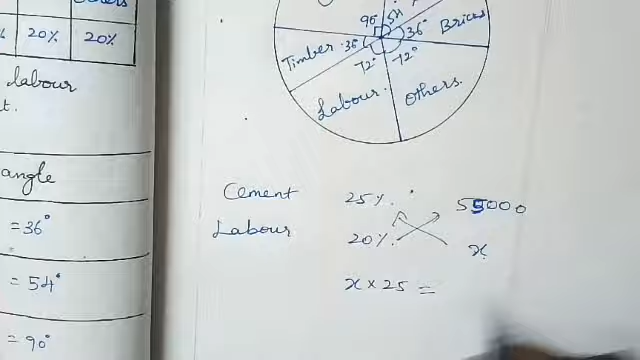 20% 20%
labour
t.
angle
= 36°
= 54°
= 90°
90° 54 36° Bricks
Timber 36° 72° 72°
Labour. Others.
Cement 25%. 55000
Labour 20%. x
x × 25 =